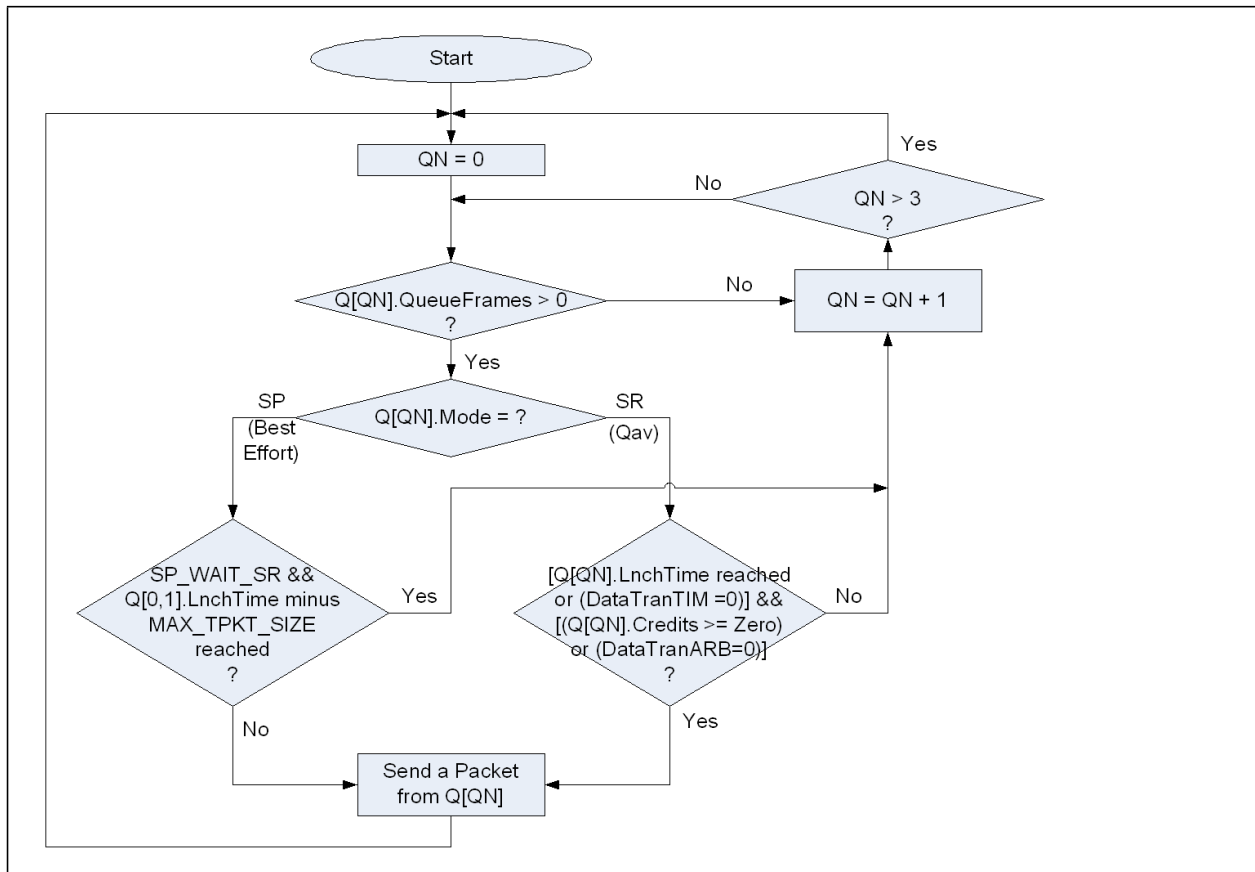 Start
QN = 0
Yes
No
QN > 3
?
Q[QN].QueueFrames > 0
?
No
QN = QN + 1
Yes
SP
(Best
Effort)
Q[QN].Mode = ?
SR
(Qav)
SP_WAIT_SR &&
Q[0,1].LnchTime minus
MAX_TPKT_SIZE
reached
?
Yes
[Q[QN].LnchTime reached
or (DataTranTIM =0)] &&
[(Q[QN].Credits >= Zero)
or (DataTranARB=0)]
?
No
No
Yes
Send a Packet
from Q[QN]